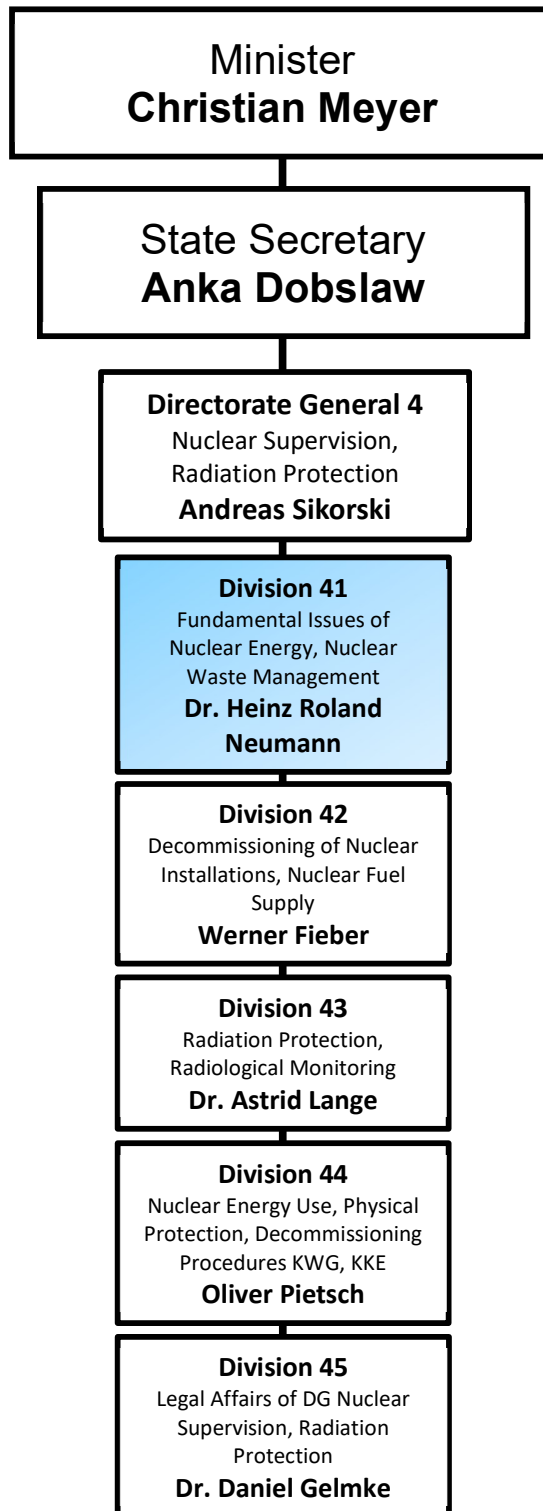 Minister
Christian Meyer
State Secretary
Anka Dobslaw
Directorate General 4
Nuclear Supervision,
Radiation Protection
Andreas Sikorski
Division 41
Fundamental Issues of
Nuclear Energy, Nuclear
Waste Management
Dr. Heinz Roland
Neumann
Division 42
Decommissioning of Nuclear
Installations, Nuclear Fuel
Supply
Werner Fieber
Division 43
Radiation Protection,
Radiological Monitoring
Dr. Astrid Lange
Division 44
Nuclear Energy Use, Physical
Protection, Decommissioning
Procedures KWG, KKE
Oliver Pietsch
Division 45
Legal Affairs of DG Nuclear
Supervision, Radiation
Protection
Dr. Daniel Gelmke